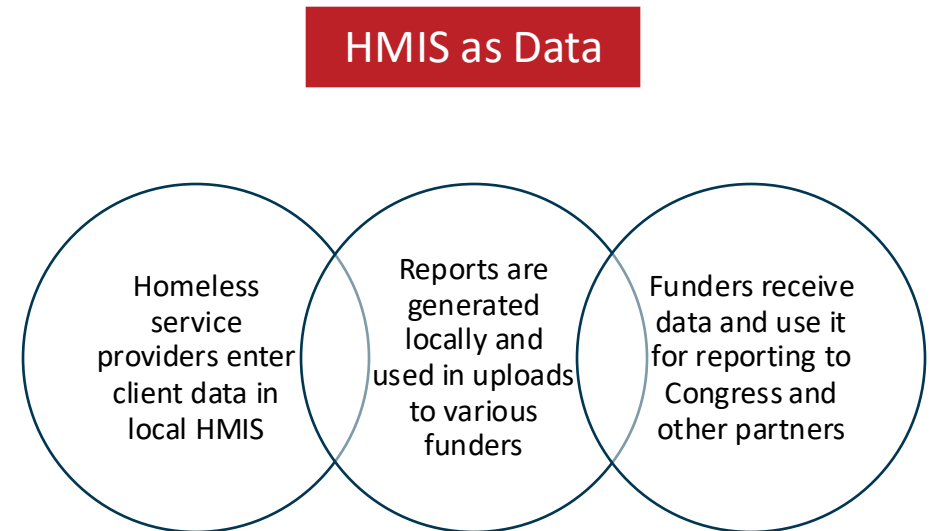 HMIS as Data
Homeless
service
providers enter
client data in
local HMIS
Reports are
generated
locally and
used in uploads
to various
funders
Funders receive
data and use it
for reporting to
Congress and
other partners